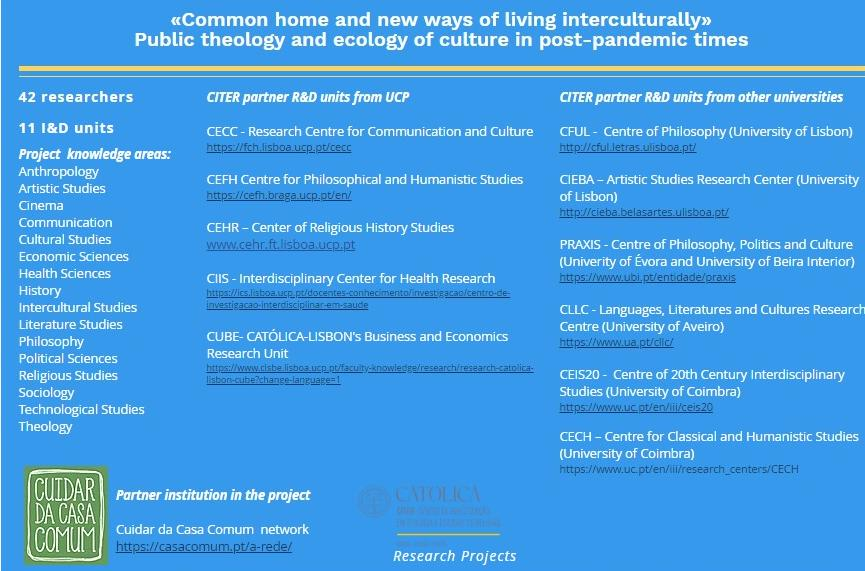 «Common home and new ways of living interculturally»
Public theology and ecology of culture in post-pandemic times
42 researchers
11 I&D units
Project knowledge areas:
Anthropology
Artistic Studies
Cinema
Communication
Cultural Studies
Economic Sciences
Health Sciences
History
Intercultural Studies
Literature Studies
Philosophy
Political Sciences
Religious Studies
Sociology
Technological Studies
Theology
CITER partner R&D units from UCP
CECC - Research Centre for Communication and Culture
https://fch.lisboa.ucp.pt/cecc
CEFH Centre for Philosophical and Humanistic Studies
https://cefh.braga.ucp.pt/en/
CEHR – Center of Religious History Studies
www.cehr.ft.lisboa.ucp.pt
CIIS - Interdisciplinary Center for Health Research
https://ics.lisboa.ucp.pt/docentes-conhecimento/investigacao/centro-de-
investigacao-interdisciplinar-em-saude
CUBE- CATÓLICA-LISBON's Business and Economics
Research Unit
https://www.clsbe.lisboa.ucp.pt/faculty-knowledge/research/research-catolica-
lisbon-cube?change-language=1
CITER partner R&D units from other universities
CFUL - Centre of Philosophy (University of Lisbon)
http://cful.letras.ulisboa.pt/
CIEBA – Artistic Studies Research Center (University
of Lisbon)
http://cieba.belasartes.ulisboa.pt/
PRAXIS - Centre of Philosophy, Politics and Culture
(Univerity of Évora and University of Beira Interior)
https://www.ubi.pt/entidade/praxis
CLLC - Languages, Literatures and Cultures Research
Centre (University of Aveiro)
https://www.ua.pt/cllc/
CEIS20 - Centre of 20th Century Interdisciplinary
Studies (University of Coimbra)
https://www.uc.pt/en/iii/ceis20
CECH – Centre for Classical and Humanistic Studies
(University of Coimbra)
https://www.uc.pt/en/iii/research_centers/CECH
CUIDAR
DA CASA
COMUM
Partner institution in the project
Cuidar da Casa Comum network
https://casacomum.pt/a-rede/
CATOLICA
Research Projects